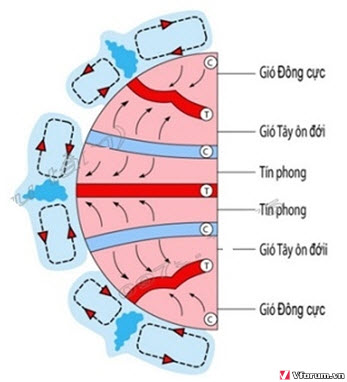 C
Gió Đông cực
T
Gió Tây ôn đới
C
Tín phong
T
Tín phong
C
Gió Tây ôn đớii
T
Gió Đông cực
C
Vforum.vn